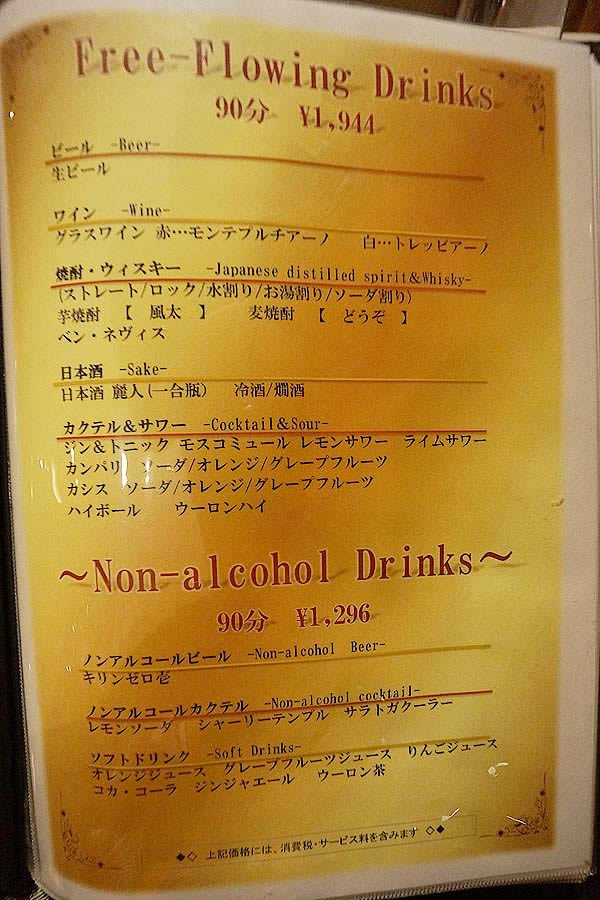 Free-Flowing Drinks
90分 ¥1,944
ビール -Beer-
生ビール
ワイン -Wine-
グラスワイン 赤…モンテプルチアーノ 白…トレッビアーノ
焼酎・ウィスキー -Japanese distilled spirit&Whisky-
(ストレート/ロック/水割り/お湯割り/ソーダ割り)
芋焼酎 【 風太 】 麦焼酎 【 どうぞ 】
ベン・ネヴィス
日本酒 -Sake-
日本酒 麗人(一合瓶) 冷酒/燗酒
カクテル&サワー -Cocktail&Sour-
ジン&トニック モスコミュール レモンサワー ライムサワー
カンパリ ソーダ/オレンジ/グレープフルーツ
カシス ソーダ/オレンジ/グレープフルーツ
ハイボール ウーロンハイ
~Non-alcohol Drinks~
90分 ¥1,296
ノンアルコールビール -Non-alcohol Beer-
キリンゼロ壱
ノンアルコールカクテル -Non-alcohol cocktail-
レモンソーダ シャーリーテンプル サラトガクーラー
ソフトドリンク -Soft Drinks-
オレンジジュース グレープフルーツジュース りんごジュース
コカ・コーラ ジンジャエール ウーロン茶
◆◇ 上記価格には、消費税・サービス料を含みます ◇◆